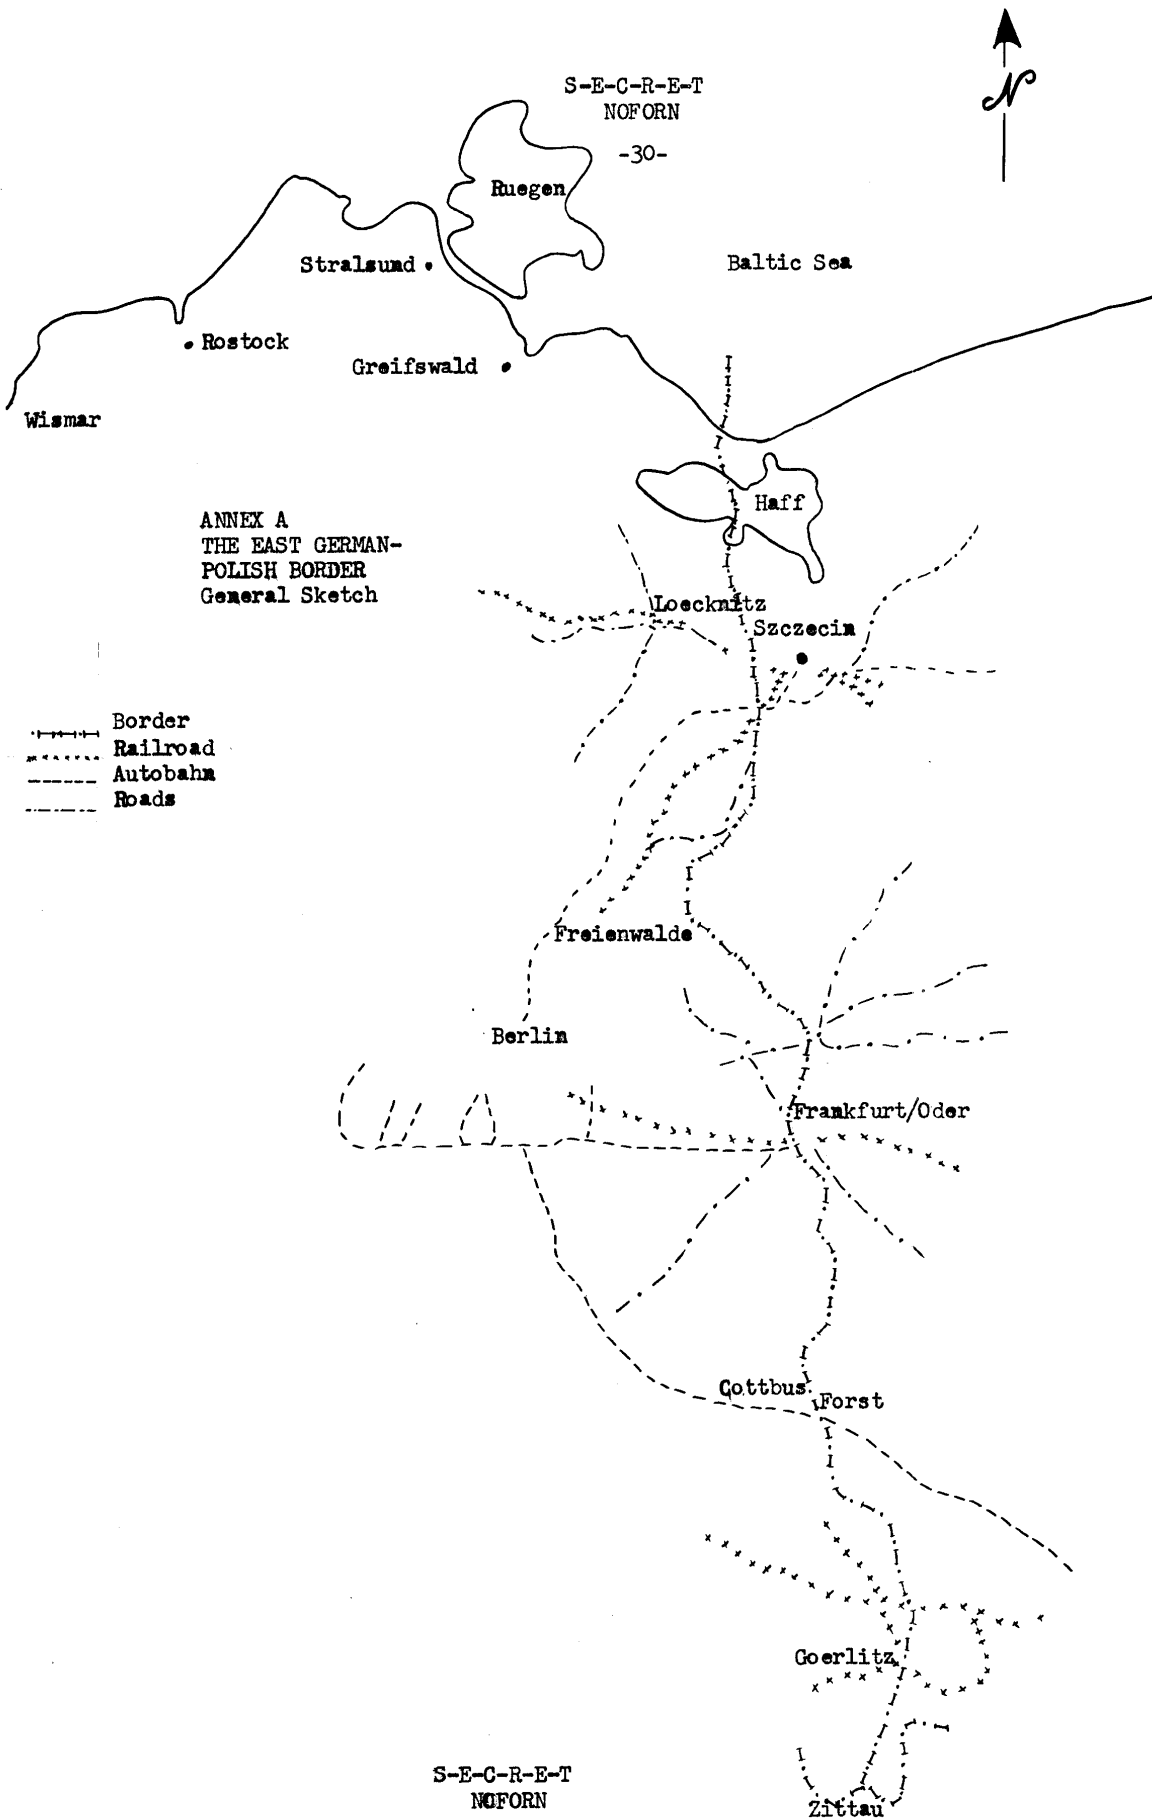 S-E-C-R-E-T
NOFORN
-30-
N
Ruegen
Stralsund
Baltic Sea
Rostock
Greifswald
Wismar
Haff
ANNEX A
THE EAST GERMAN-
POLISH BORDER
General Sketch
Loecknitz
Szczecin
Border
Railroad
Autobahn
Roads
Freienwalde
Berlin
Frankfurt/Oder
Cottbus
Forst
Goerlitz
Zittau
S-E-C-R-E-T
NOFORN